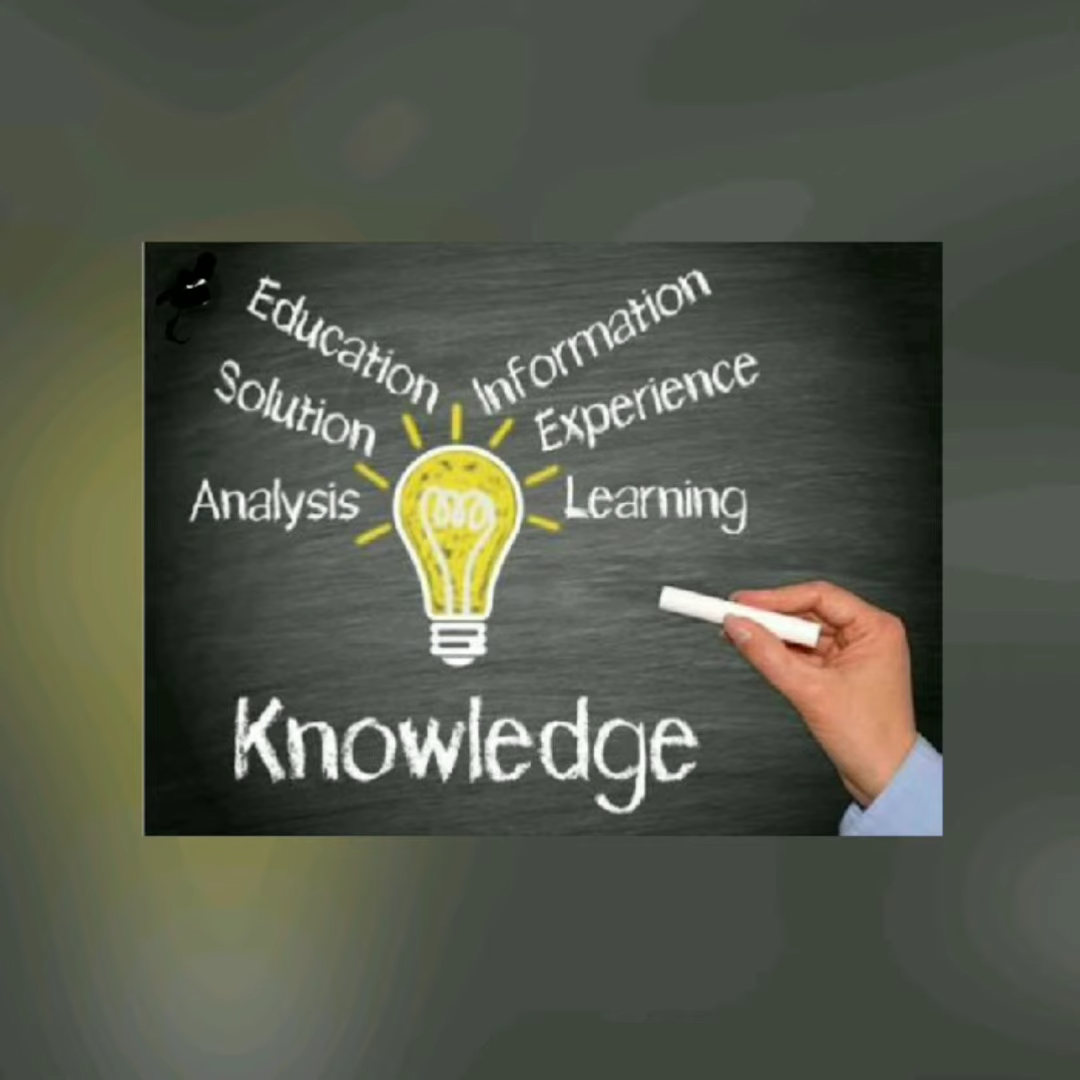 Education
Information
Solution
Experience
Analysis
Learning
Knowledge